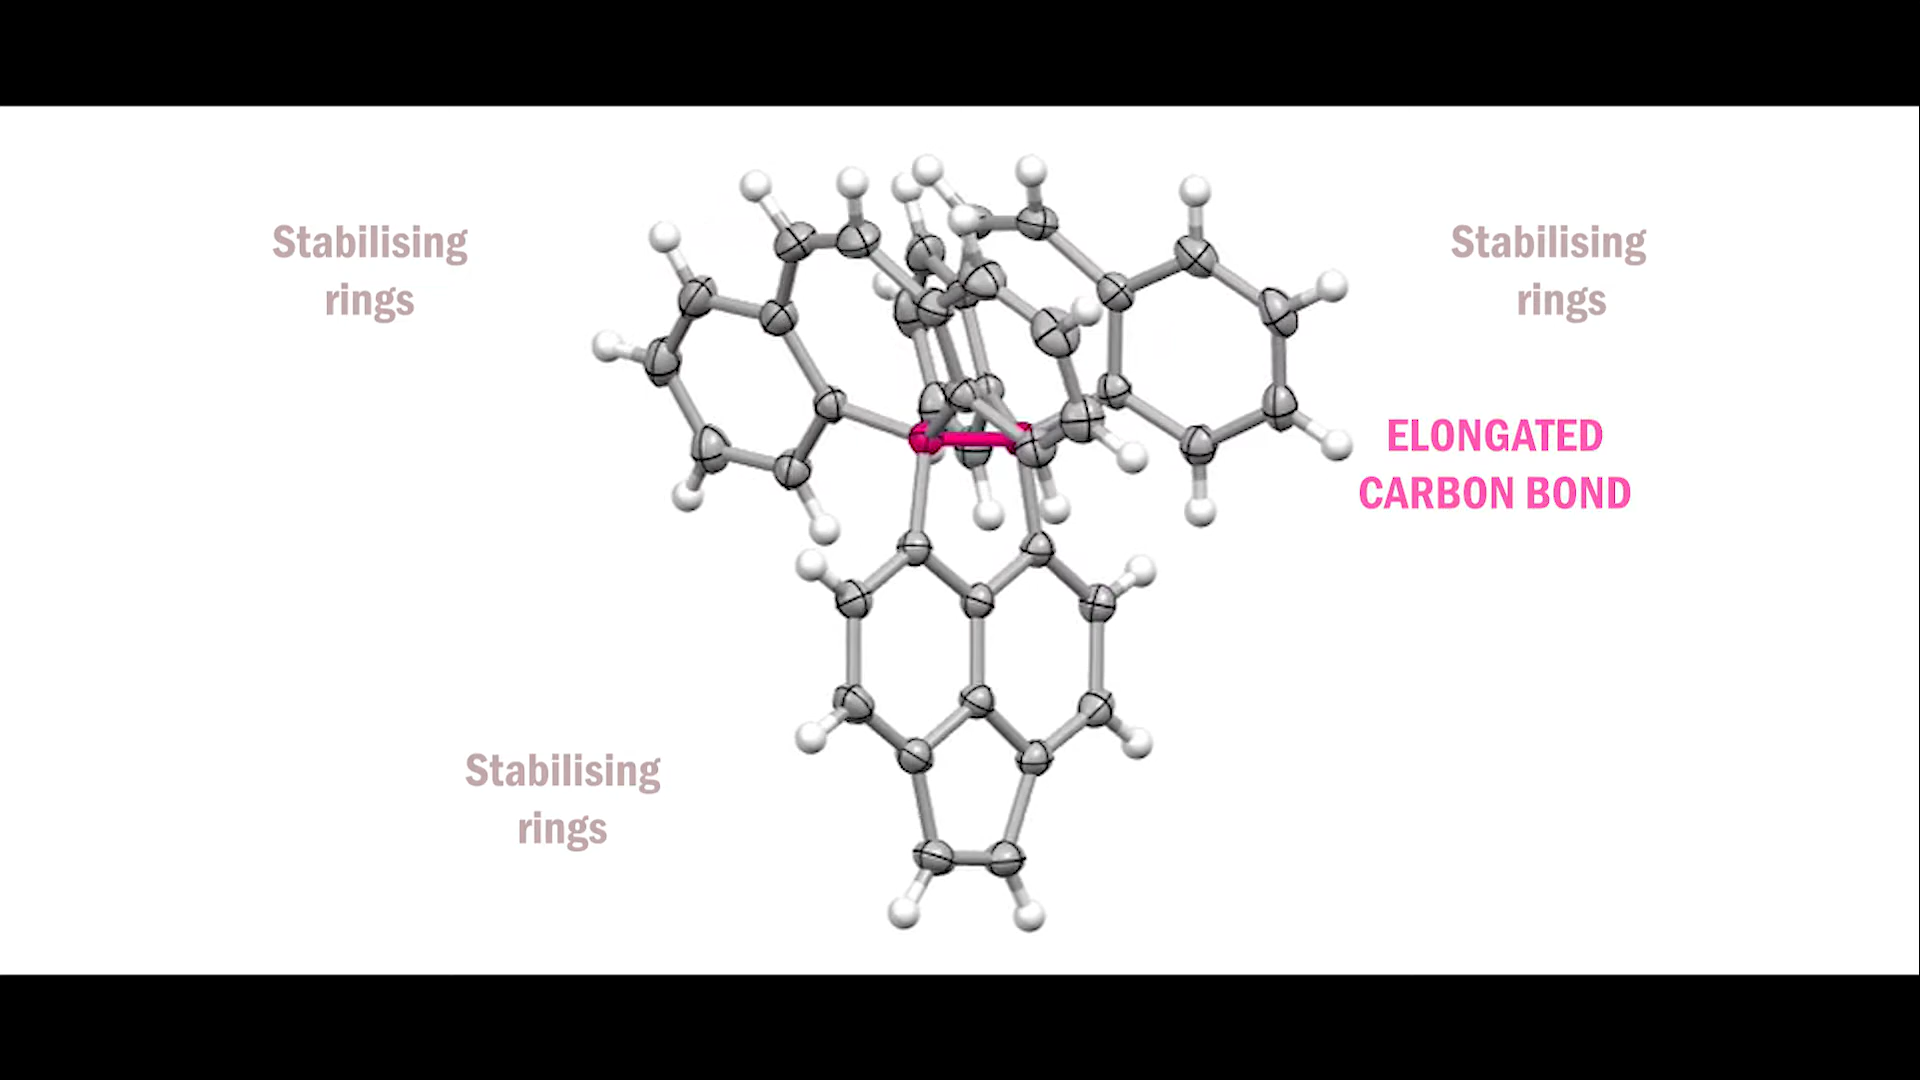 Stabilising
rings
Stabilising
rings
ELONGATED
CARBON BOND
Stabilising
rings